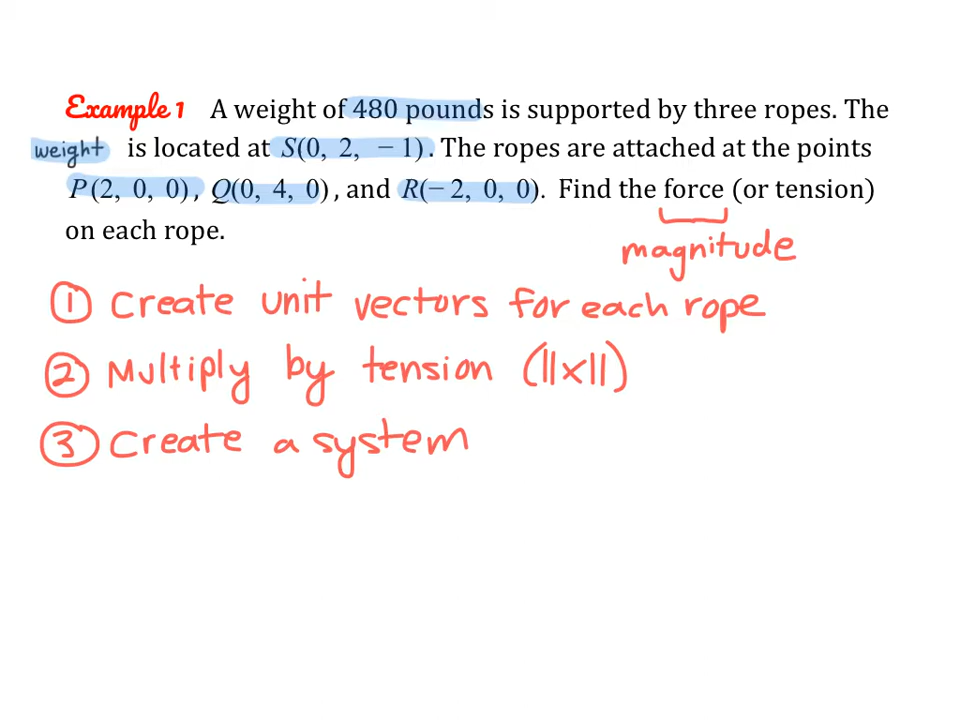 Example 1 A weight of 480 pounds is supported by three ropes. The
weight is located at S(0, 2, −1). The ropes are attached at the points
P(2, 0, 0), Q(0, 4, 0), and R(−2, 0, 0). Find the force (or tension)
on each rope.
magnitude
① Create unit vectors for each rope
② Multiply by tension (||x||)
③ Create a system